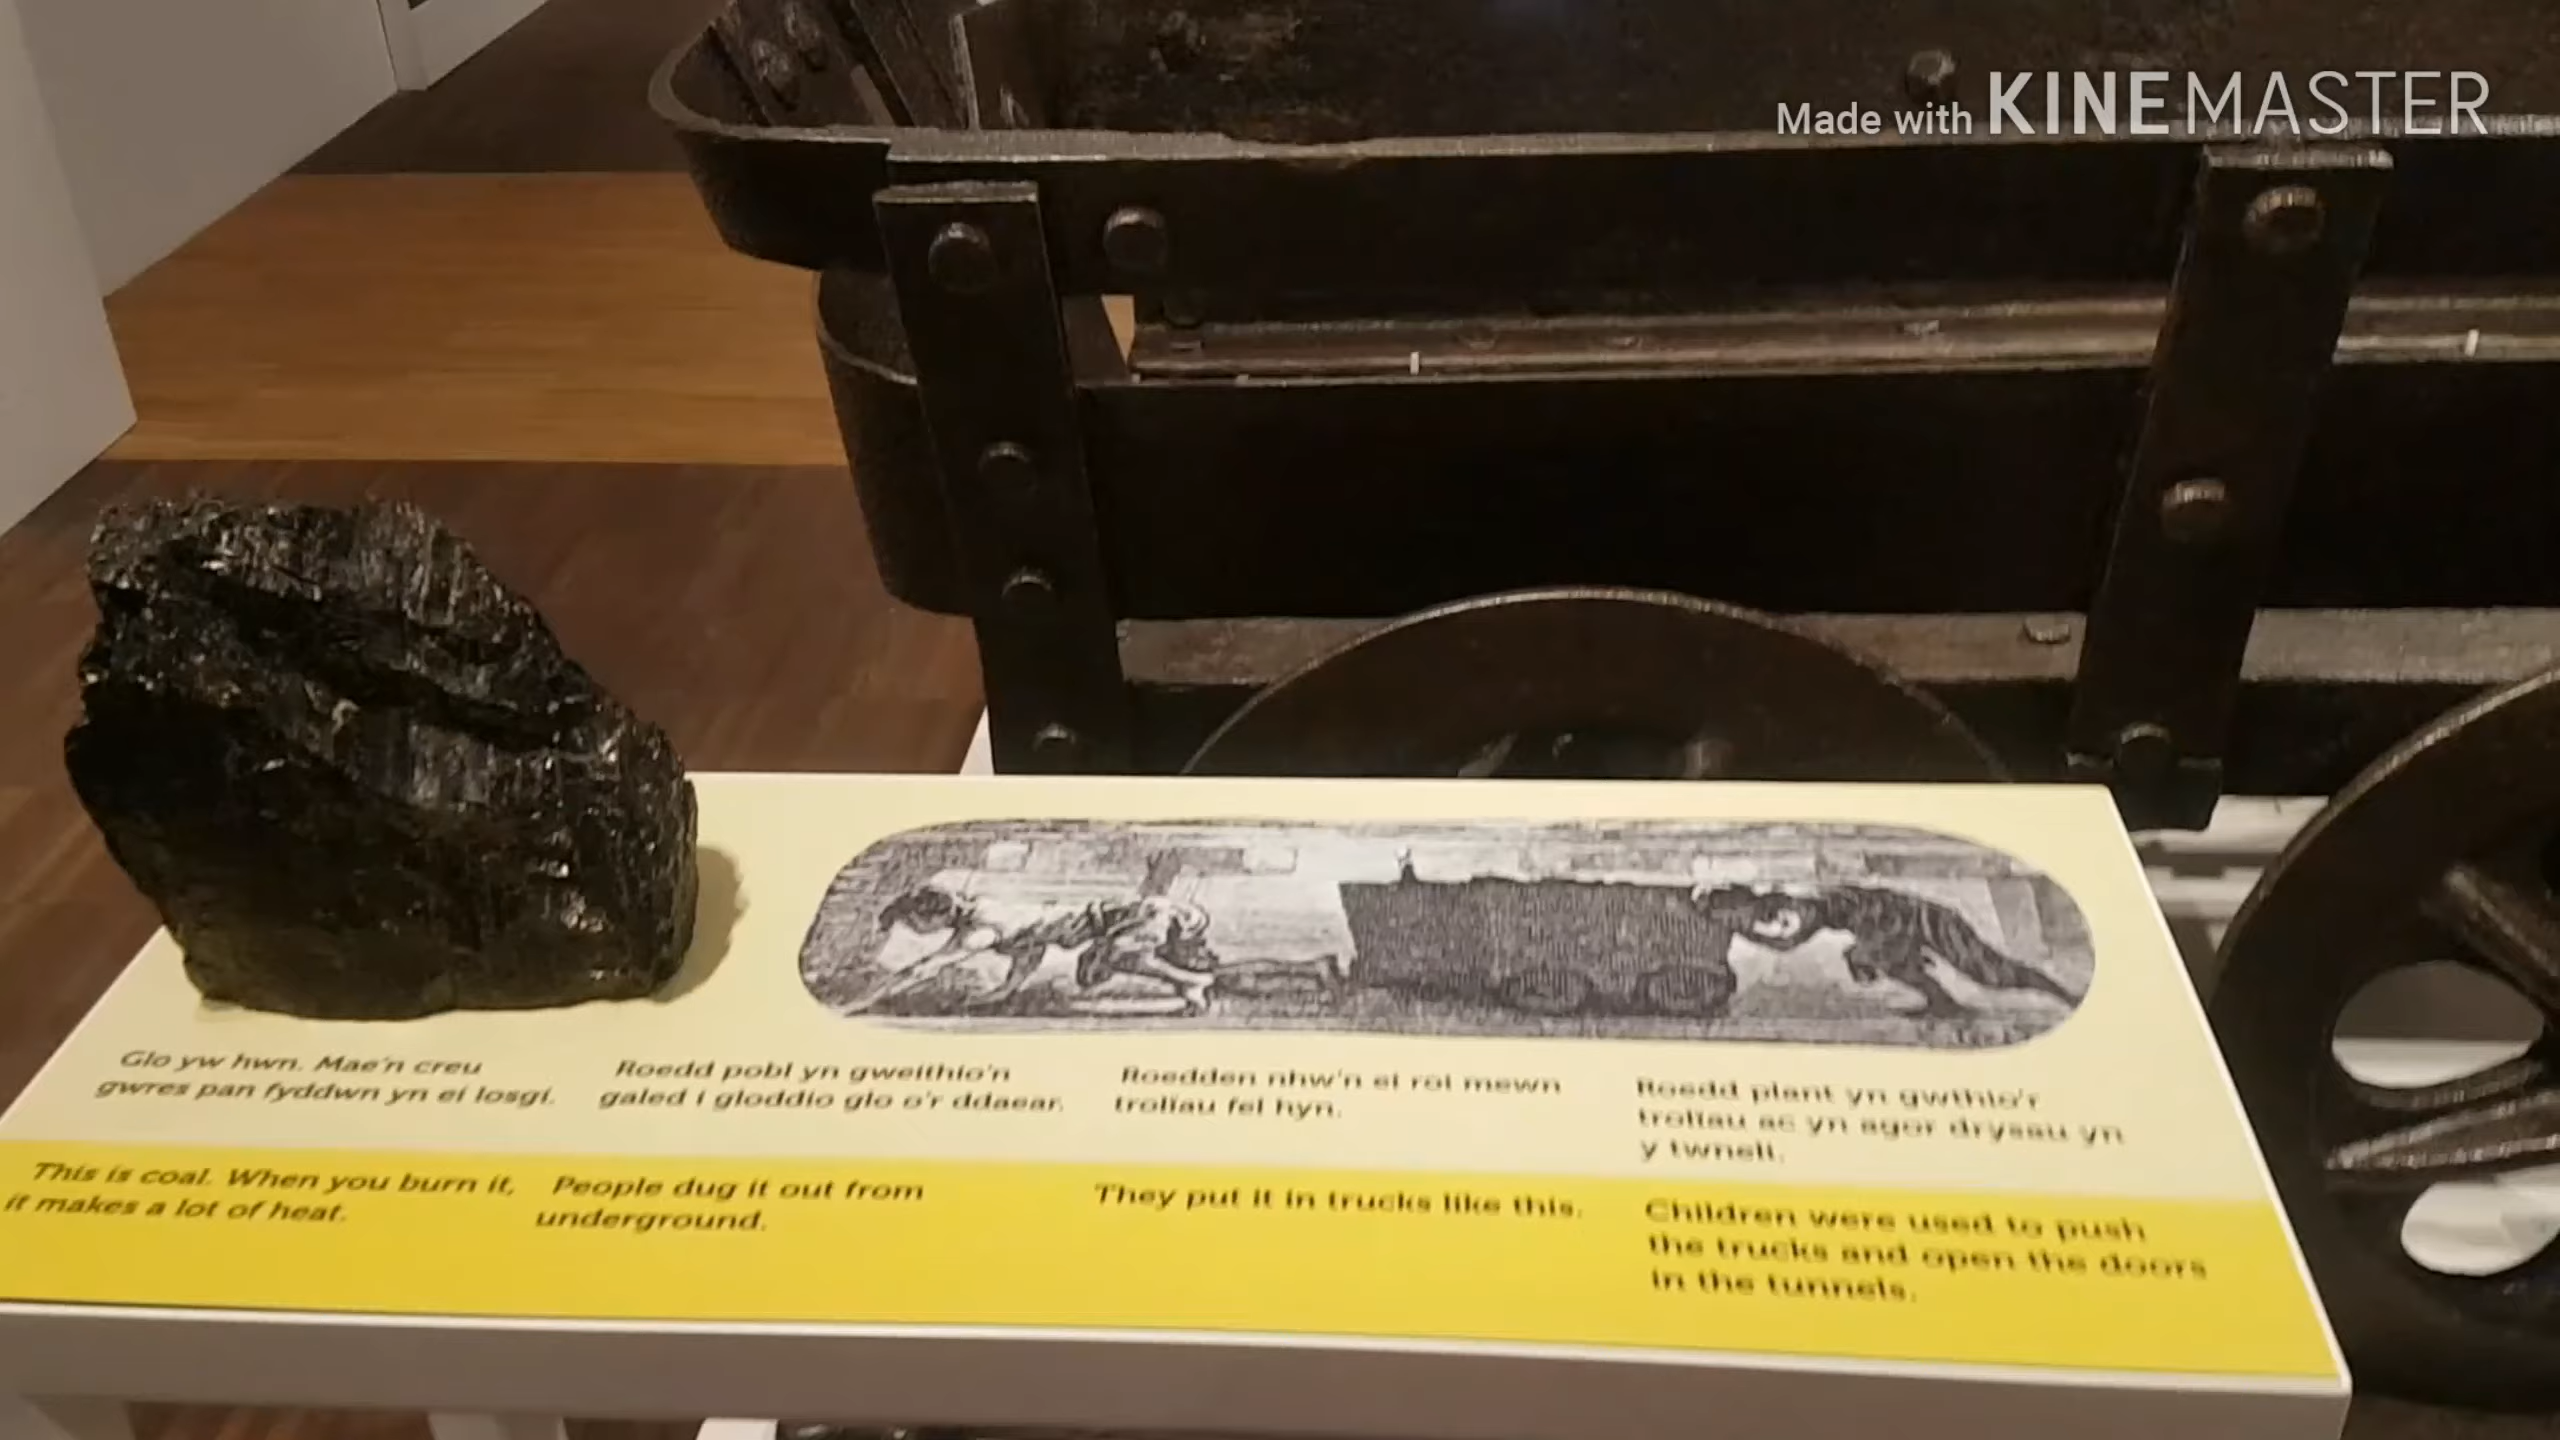 Made with KINEMASTER
Glo yw hwn. Mae'n creu
gwres pan fyddwn yn ei losgi.
Roedd pobl yn gweithio'n
galed i gloddio glo o'r ddaear.
Roedden nhw'n ei roi mewn
troliau fel hyn.
Roedd plant yn gwthio'r
troliau ac yn agor drysau yn
y twneli.
This is coal. When you burn it,
it makes a lot of heat.
People dug it out from
underground.
They put it in trucks like this.
Children were used to push
the trucks and open the doors
in the tunnels.